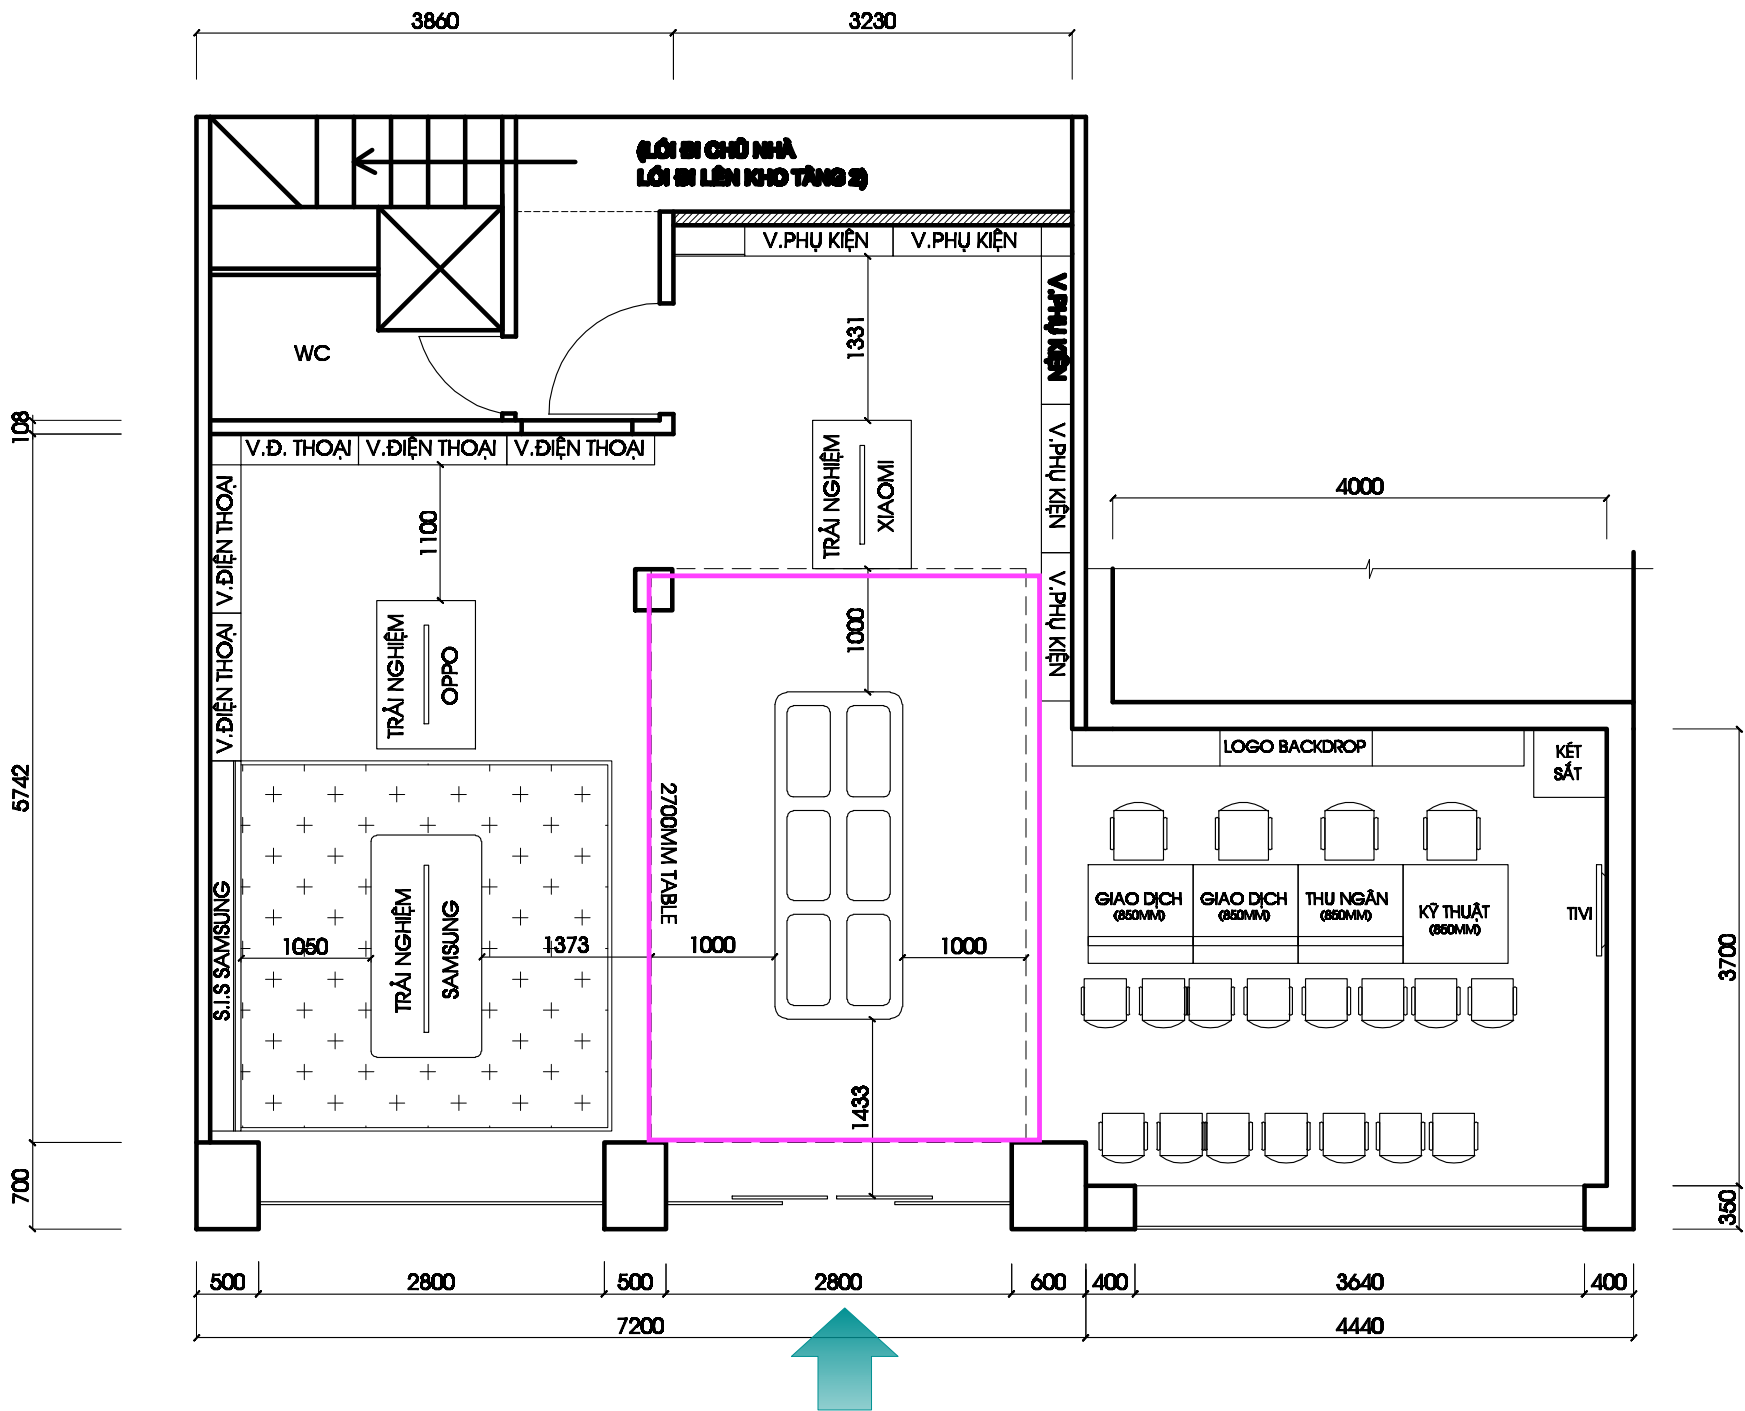 3860
3230
(LỐI ĐI CHỦ NHÀ
LỐI ĐI LÊN KHO TẦNG 2)
V.PHỤ KIỆN
V.PHỤ KIỆN
V.PHỤ KIỆN
1331
WC
108
V.Đ. THOẠI
V.ĐIỆN THOẠI
V.ĐIỆN THOẠI
V.ĐIỆN THOẠI
1100
TRẢI NGHIỆM
XIAOMI
V.PHỤ KIỆN
4000
V.PHỤ KIỆN
1000
V.ĐIỆN THOẠI
TRẢI NGHIỆM
OPPO
5742
LOGO BACKDROP
KÉT
SẮT
2700MM TABLE
S.I.S SAMSUNG
TRẢI NGHIỆM
SAMSUNG
1050
1373
1000
1000
GIAO DỊCH
(850MM)
GIAO DỊCH
(850MM)
THU NGÂN
(850MM)
KỸ THUẬT
(850MM)
TIVI
3700
1433
700
350
500
2800
500
2800
600
400
3640
400
7200
4440